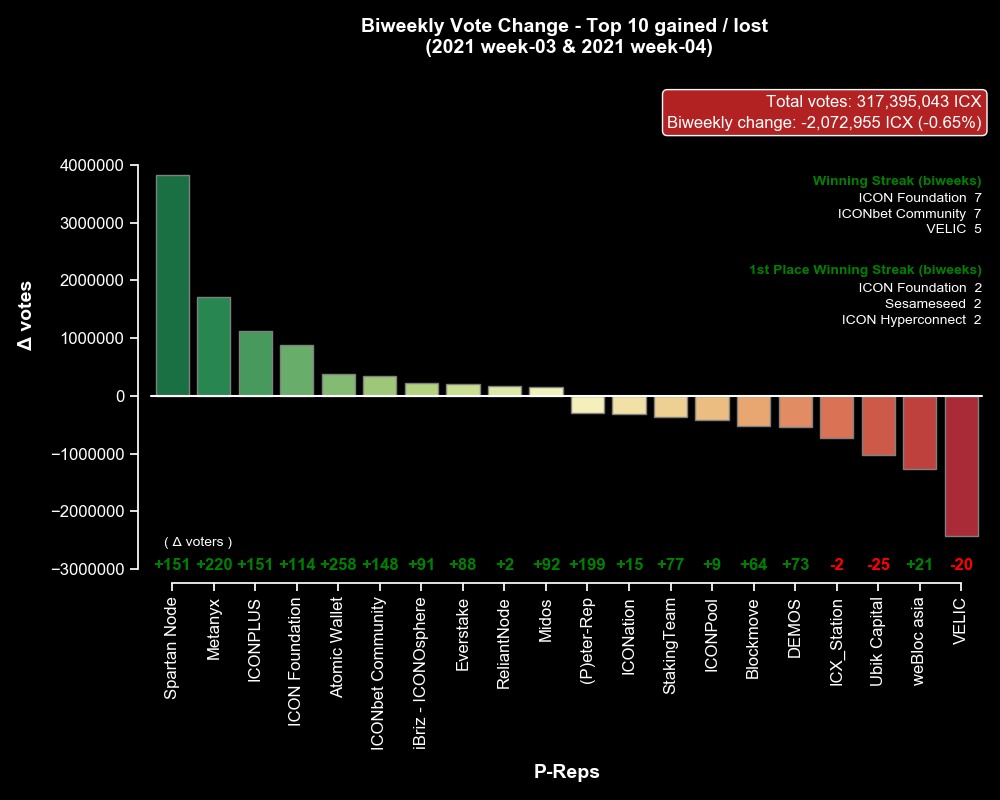 Biweekly Vote Change - Top 10 gained / lost
(2021 week-03 & 2021 week-04)
Total votes: 317,395,043 ICX
Biweekly change: -2,072,955 ICX (-0.65%)
Winning Streak (biweeks)
ICON Foundation 7
ICONbet Community 7
VELIC 5
1st Place Winning Streak (biweeks)
ICON Foundation 2
Sesameseed 2
ICON Hyperconnect 2
Δ votes
4000000
3000000
2000000
1000000
0
−1000000
−2000000
−3000000
( Δ voters )
+151 +220 +151 +114 +258 +148 +91 +88 +2 +92 +199 +15 +77 +9 +64 +73 -2 -25 +21 -20
Spartan Node
Metanyx
ICONPLUS
ICON Foundation
Atomic Wallet
ICONbet Community
iBriz - ICONOsphere
Everstake
ReliantNode
Midos
(P)eter-Rep
ICONation
StakingTeam
ICONPool
Blockmove
DEMOS
ICX_Station
Ubik Capital
weBloc asia
VELIC
P-Reps